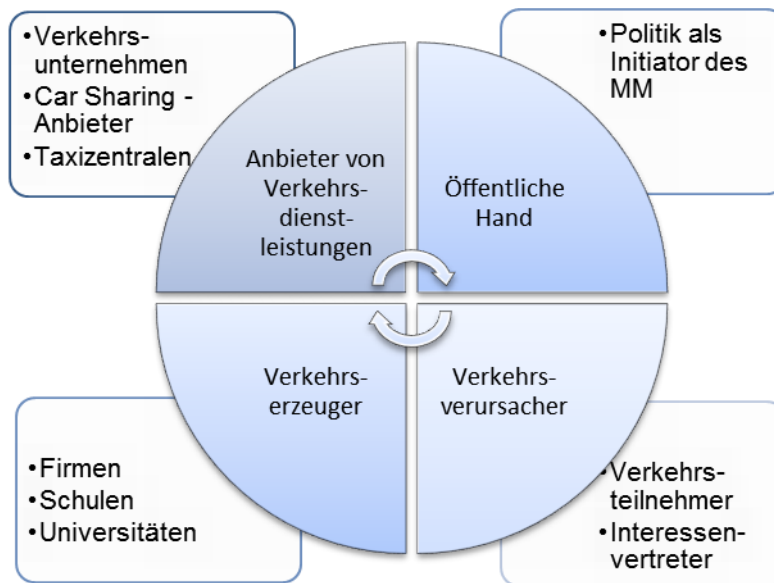 •Verkehrs-
unternehmen
•Car Sharing -
Anbieter
•Taxizentralen
•Politik als
Initiator des
MM
Anbieter von
Verkehrs-
dienst-
leistungen
Öffentliche
Hand
Verkehrs-
erzeuger
Verkehrs-
verursacher
•Firmen
•Schulen
•Universitäten
•Verkehrs-
teilnehmer
•Interessen-
vertreter